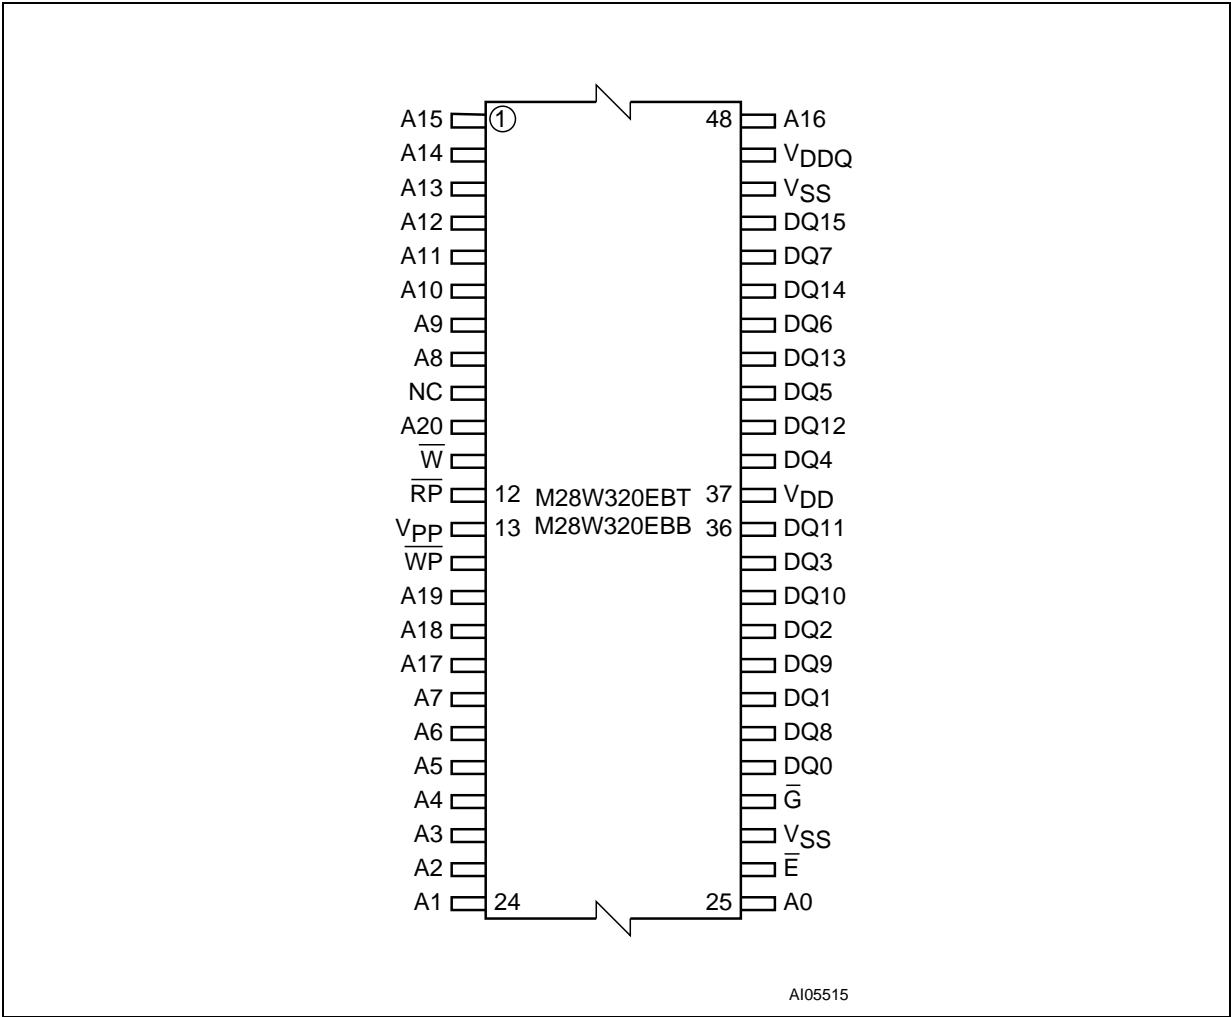 A15 1 48 A16
A14 VDDQ
A13 VSS
A12 DQ15
A11 DQ7
A10 DQ14
A9 DQ6
A8 DQ13
NC DQ5
A20 DQ12
W̅ DQ4
R̅P̅ 12 M28W320EBT 37 VDD
VPP 13 M28W320EBB 36 DQ11
W̅P̅ DQ3
A19 DQ10
A18 DQ2
A17 DQ9
A7 DQ1
A6 DQ8
A5 DQ0
A4 G̅
A3 VSS
A2 E̅
A1 24 25 A0
AI05515